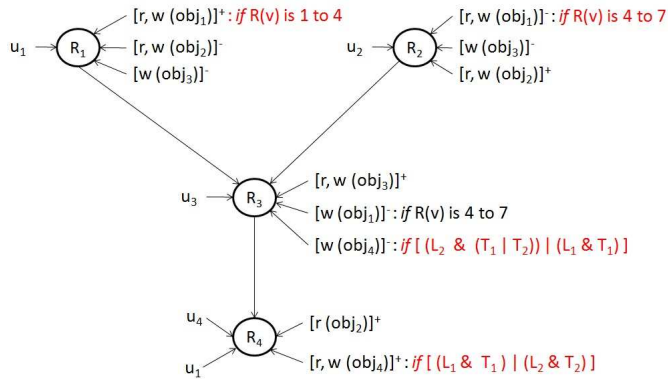 [r, w (obj₁)]⁺ : if R(v) is 1 to 4
u₁ R₁ [r, w (obj₂)]⁻
[w (obj₃)]⁻
[r, w (obj₁)]⁻ : if R(v) is 4 to 7
u₂ R₂ [w (obj₃)]⁻
[r, w (obj₂)]⁺
[r, w (obj₃)]⁺
u₃ R₃ [w (obj₁)]⁻ : if R(v) is 4 to 7
[w (obj₄)]⁻ : if [ (L₂ & (T₁ | T₂)) | (L₁ & T₁) ]
u₄ [r (obj₂)]⁺
R₄
u₁ [r, w (obj₄)]⁺ : if [ (L₁ & T₁ ) | (L₂ & T₂) ]